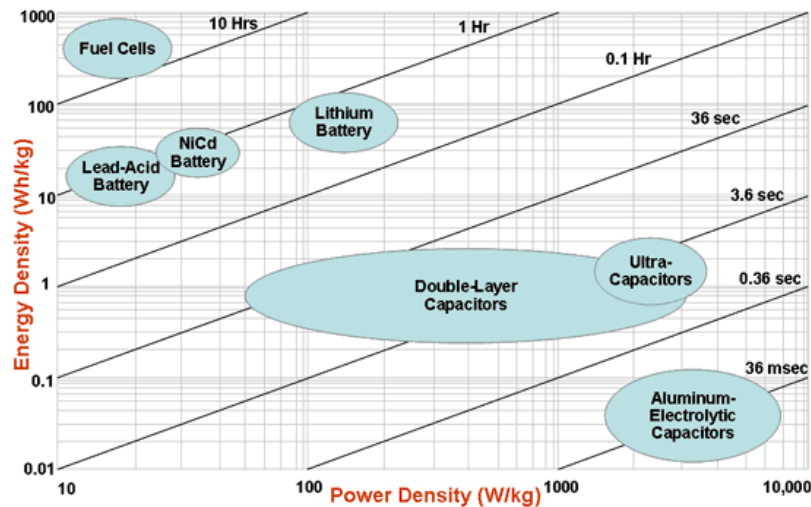 1000
10 Hrs
1 Hr
Fuel Cells
0.1 Hr
100
Lithium
Battery
36 sec
NiCd
Battery
Lead-Acid
Battery
10
3.6 sec
Ultra-
Capacitors
Double-Layer
Capacitors
1
0.36 sec
0.1
36 msec
Aluminum-
Electrolytic
Capacitors
0.01
Energy Density (Wh/kg)
10
100
1000
10,000
Power Density (W/kg)